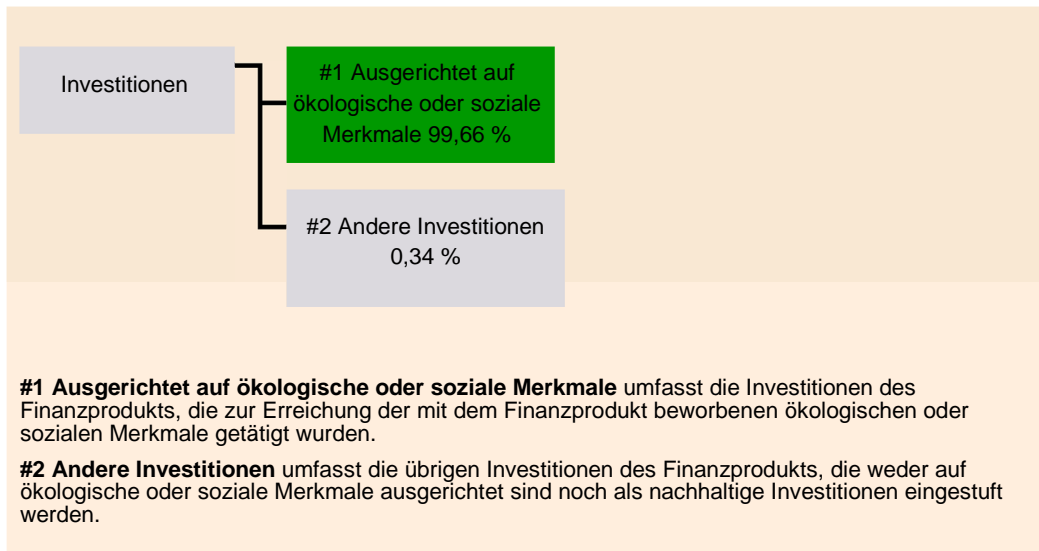 Investitionen
#1 Ausgerichtet auf
ökologische oder soziale
Merkmale 99,66 %
#2 Andere Investitionen
0,34 %
#1 Ausgerichtet auf ökologische oder soziale Merkmale umfasst die Investitionen des
Finanzprodukts, die zur Erreichung der mit dem Finanzprodukt beworbenen ökologischen oder
sozialen Merkmale getätigt wurden.
#2 Andere Investitionen umfasst die übrigen Investitionen des Finanzprodukts, die weder auf
ökologische oder soziale Merkmale ausgerichtet sind noch als nachhaltige Investitionen eingestuft
werden.